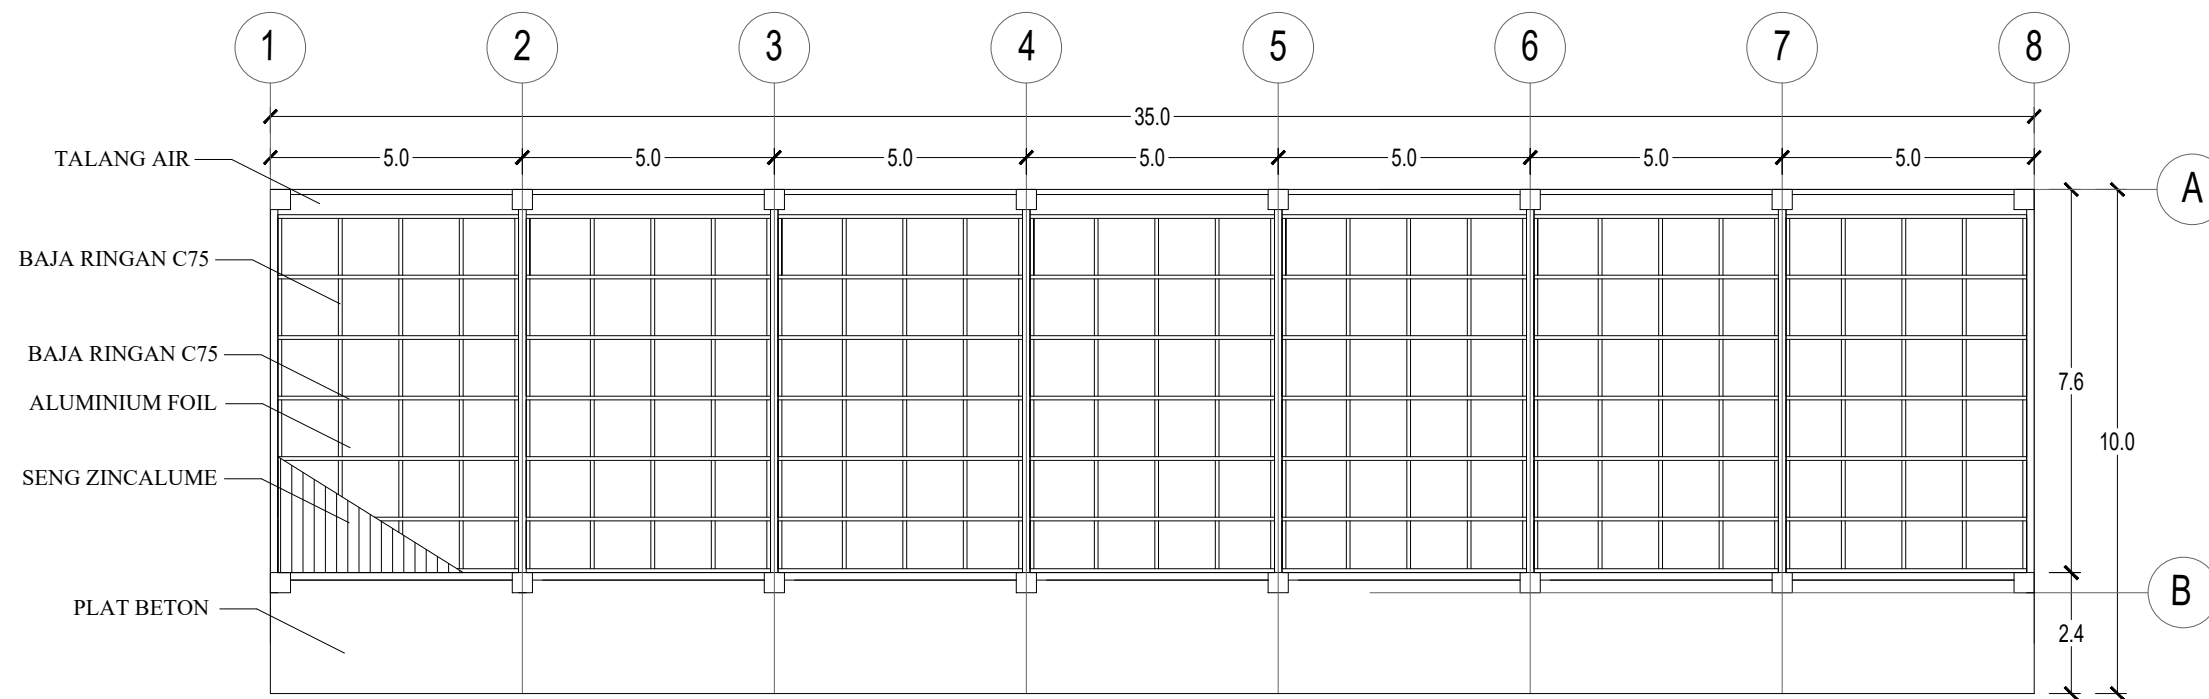 1 2 3 4 5 6 7 8
35.0
5.0 5.0 5.0 5.0 5.0 5.0 5.0
TALANG AIR
A
BAJA RINGAN C75
BAJA RINGAN C75
7.6
ALUMINIUM FOIL
10.0
SENG ZINCALUME
B
PLAT BETON
2.4